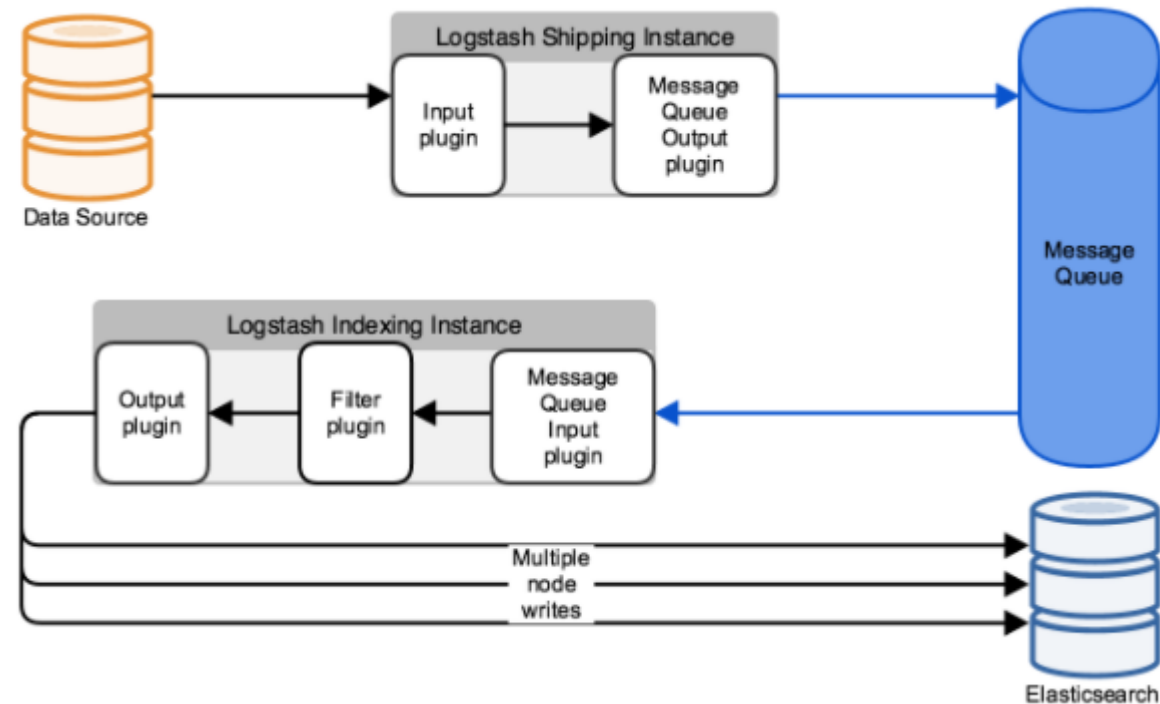 Logstash Shipping Instance
Input
plugin
Message
Queue
Output
plugin
Data Source
Message
Queue
Logstash Indexing Instance
Output
plugin
Filter
plugin
Message
Queue
Input
plugin
Multiple
node
writes
Elasticsearch